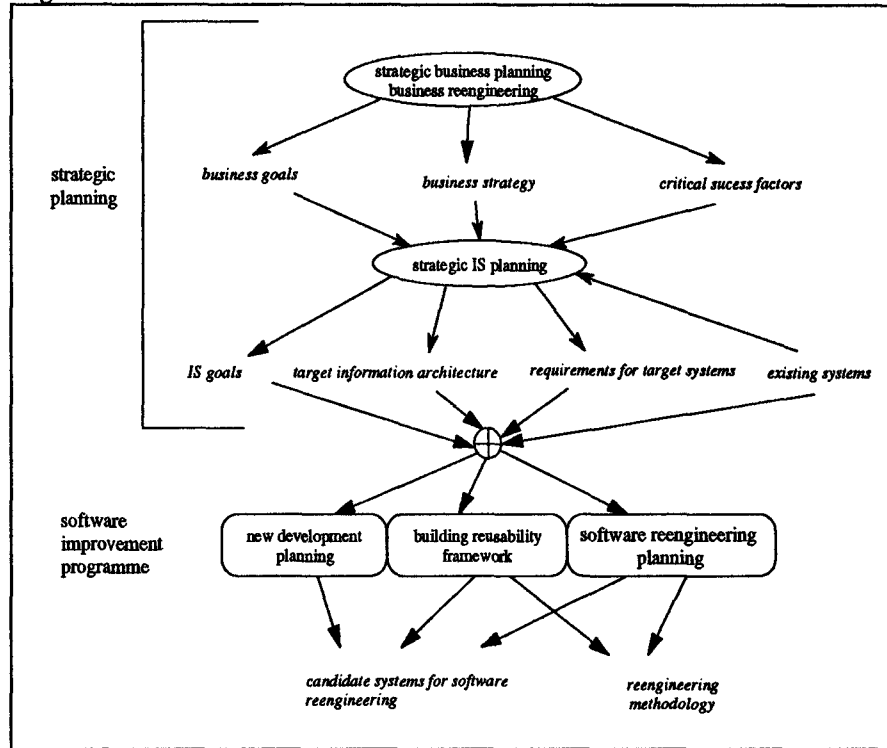 strategic business planning
business reengineering
strategic
planning
business goals
business strategy
critical sucess factors
strategic IS planning
IS goals
target information architecture
requirements for target systems
existing systems
software
improvement
programme
new development
planning
building reusability
framework
software reengineering
planning
candidate systems for software
reengineering
reengineering
methodology